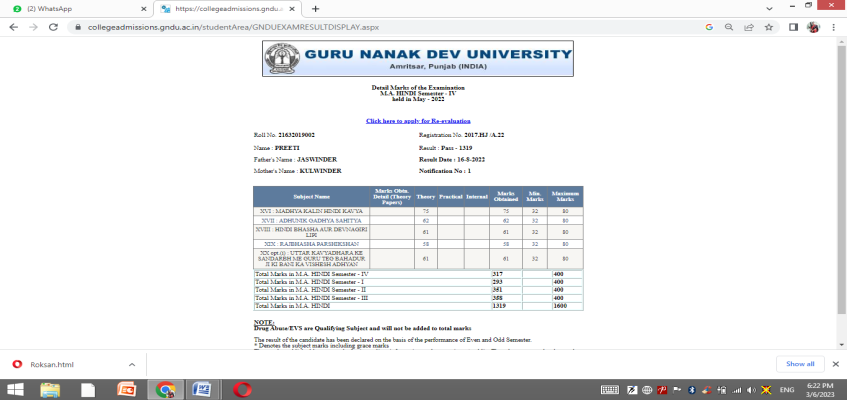 (2) WhatsApp
https://collegeadmissions.gndu.a
collegeadmissions.gndu.ac.in/studentArea/GNDUEXAMRESULTDISPLAY.aspx
GURU NANAK DEV UNIVERSITY
Amritsar, Punjab (INDIA)
Detail Marks of the Examination
M.A. HINDI Semester - IV
held in May - 2022
Click here to apply for Re-evaluation
Roll No. 21632019002 Registration No. 2017.HJ /A.22
Name : PREETI Result : Pass - 1319
Father's Name : JASWINDER Result Date : 16-8-2022
Mother's Name : KULWINDER Notification No : 1
Subject Name Marks Obtn. Detail (Theory Papers) Theory Practical Internal Marks Obtained Min. Marks Maximum Marks
XVI : MADHYA KALIN HINDI KAVYA 75 75 32 80
XVII : ADHUNIK GADHYA SAHITYA 62 62 32 80
XVIII : HINDI BHASHA AUR DEVNAGIRI LIPI 61 61 32 80
XIX : RAJBHASHA PARSHIKSHAN 58 58 32 80
XX opt.(i) : UTTAR KAVYADHARA KE SANDARBH ME GURU TEG BAHADUR JI KI BANI KA VISHESH ADHYAN 61 61 32 80
Total Marks in M.A. HINDI Semester - IV 317 400
Total Marks in M.A. HINDI Semester - I 293 400
Total Marks in M.A. HINDI Semester - II 351 400
Total Marks in M.A. HINDI Semester - III 358 400
Total Marks in M.A. HINDI 1319 1600
NOTE:
Drug Abuse/EVS are Qualifying Subject and will not be added to total marks
The result of the candidate has been declared on the basis of the performance of Even and Odd Semester.
* Denotes the subject marks including grace marks
Roksan.html
Show all
ENG
6:22 PM
3/6/2023